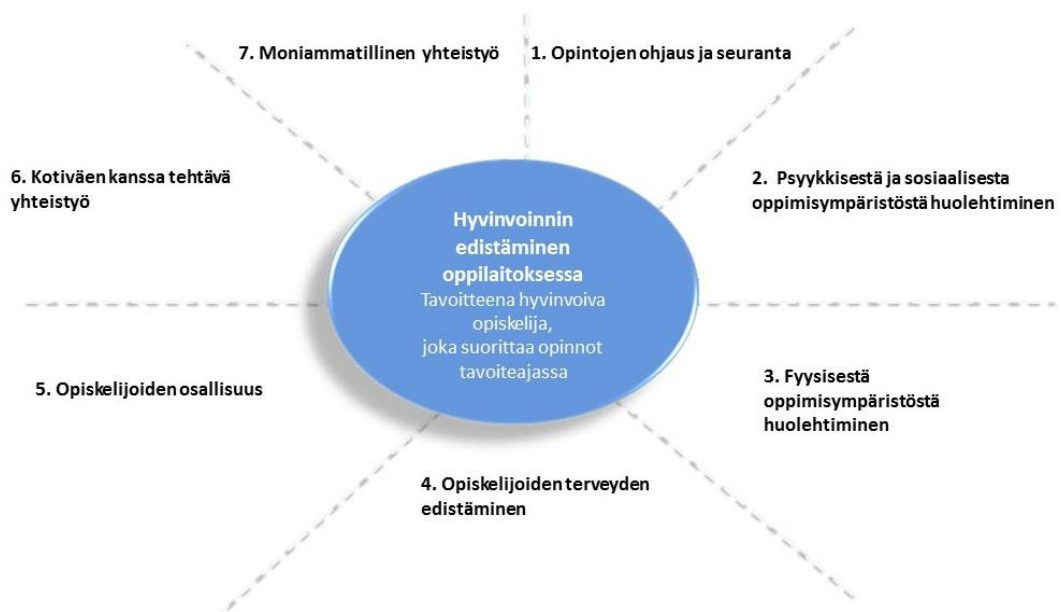 7. Moniammatillinen yhteistyö
1. Opintojen ohjaus ja seuranta
6. Kotiväen kanssa tehtävä
yhteistyö
2. Psyykkisestä ja sosiaalisesta
oppimisympäristöstä huolehtiminen
Hyvinvoinnin
edistäminen
oppilaitoksessa
Tavoitteena hyvinvoiva
opiskelija,
joka suorittaa opinnot
tavoiteajassa
5. Opiskelijoiden osallisuus
3. Fyysisestä
oppimisympäristöstä
huolehtiminen
4. Opiskelijoiden terveyden
edistäminen